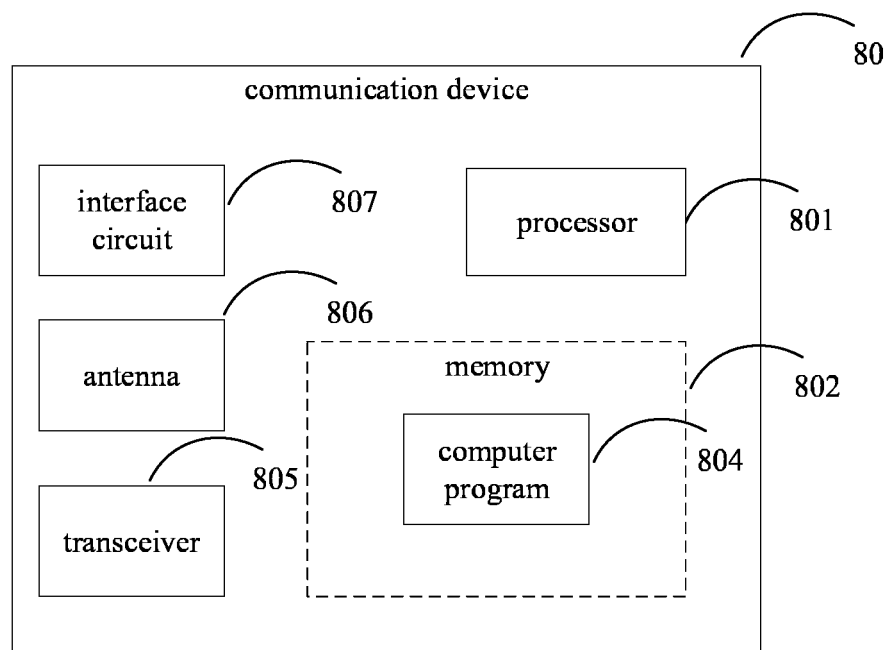 80
communication device
interface
circuit
807
processor
801
antenna
806
memory
802
computer
program
804
transceiver
805